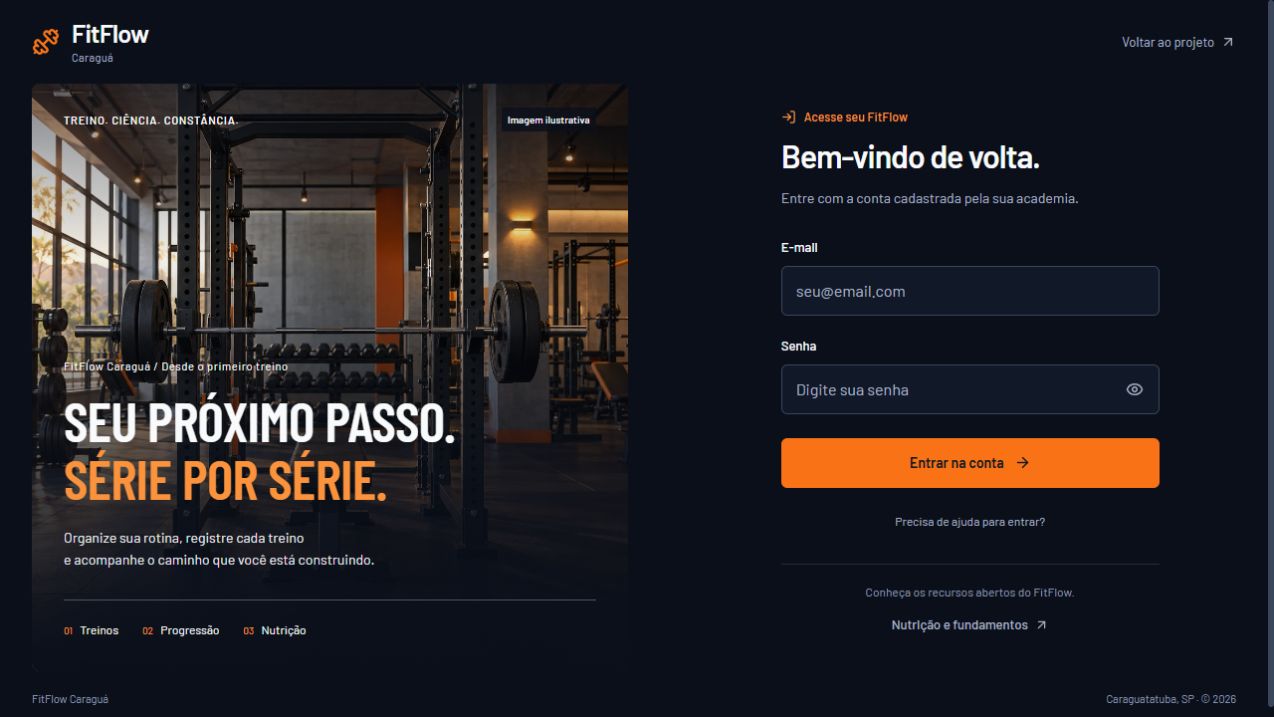 FitFlow
Caraguá
Voltar ao projeto
TREINO. CIÊNCIA. CONSTÂNCIA.
Imagem ilustrativa
FitFlow Caraguá / Desde o primeiro treino
SEU PRÓXIMO PASSO.
SÉRIE POR SÉRIE.
Organize sua rotina, registre cada treino
e acompanhe o caminho que você está construindo.
01 Treinos 02 Progressão 03 Nutrição
Acesse seu FitFlow
Bem-vindo de volta.
Entre com a conta cadastrada pela sua academia.
E-mail
seu@email.com
Senha
Digite sua senha
Entrar na conta
Precisa de ajuda para entrar?
Conheça os recursos abertos do FitFlow.
Nutrição e fundamentos
FitFlow Caraguá
Caraguatatuba, SP · © 2026